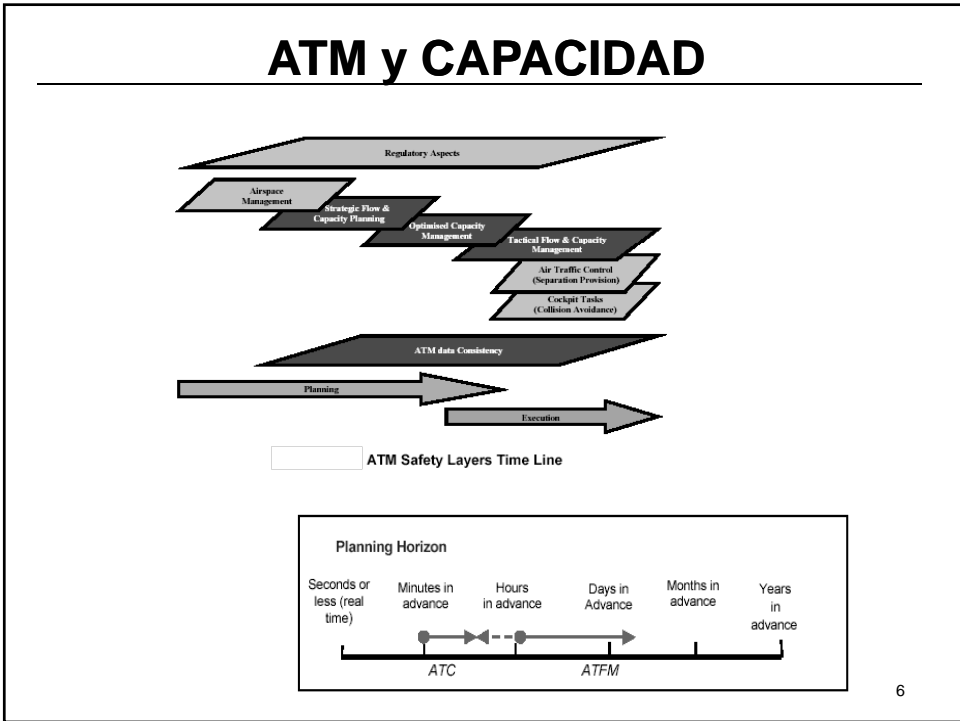 ATM y CAPACIDAD
Regulatory Aspects
Airspace
Management
Strategic Flow &
Capacity Planning
Optimised Capacity
Management
Tactical Flow & Capacity
Management
Air Traffic Control
(Separation Provision)
Cockpit Tasks
(Collision Avoidance)
ATM data Consistency
Planning
Execution
ATM Safety Layers Time Line
Planning Horizon
Seconds or
less (real
time)
Minutes in
advance
Hours
in advance
Days in
Advance
Months in
advance
Years
in
advance
ATC
ATFM
6